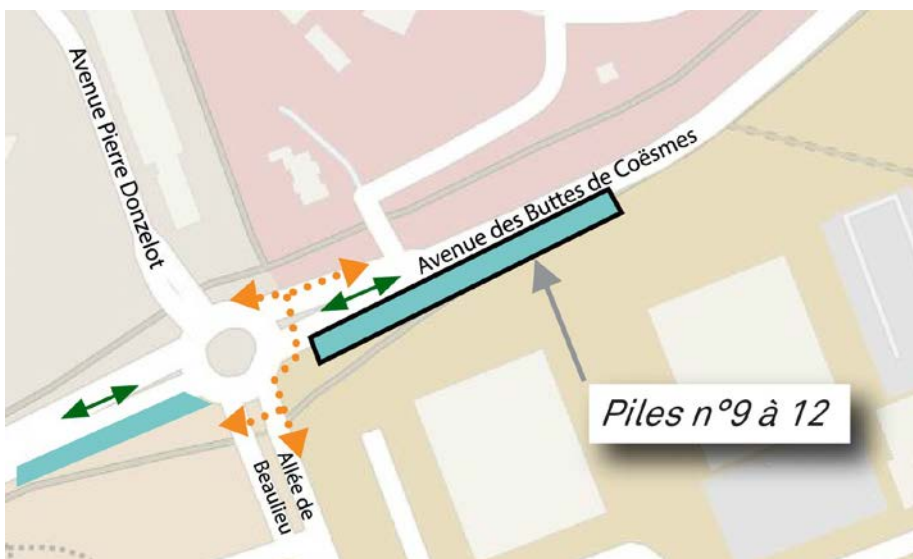 Avenue Pierre Donzelot
Avenue des Buttes de Coësmes
Piles n°9 à 12
Allée de
Beaulieu